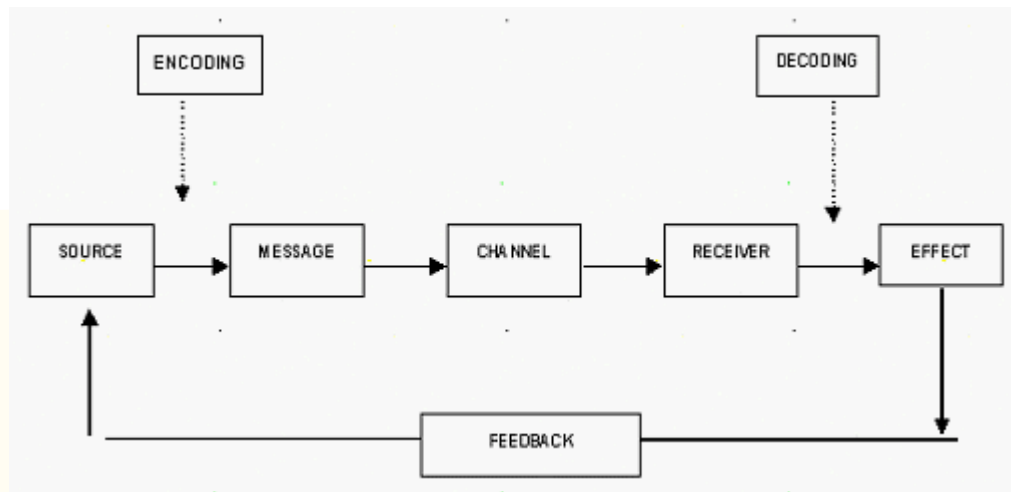 ENCODING
DECODING
SOURCE
MESSAGE
CHANNEL
RECEIVER
EFFECT
FEEDBACK